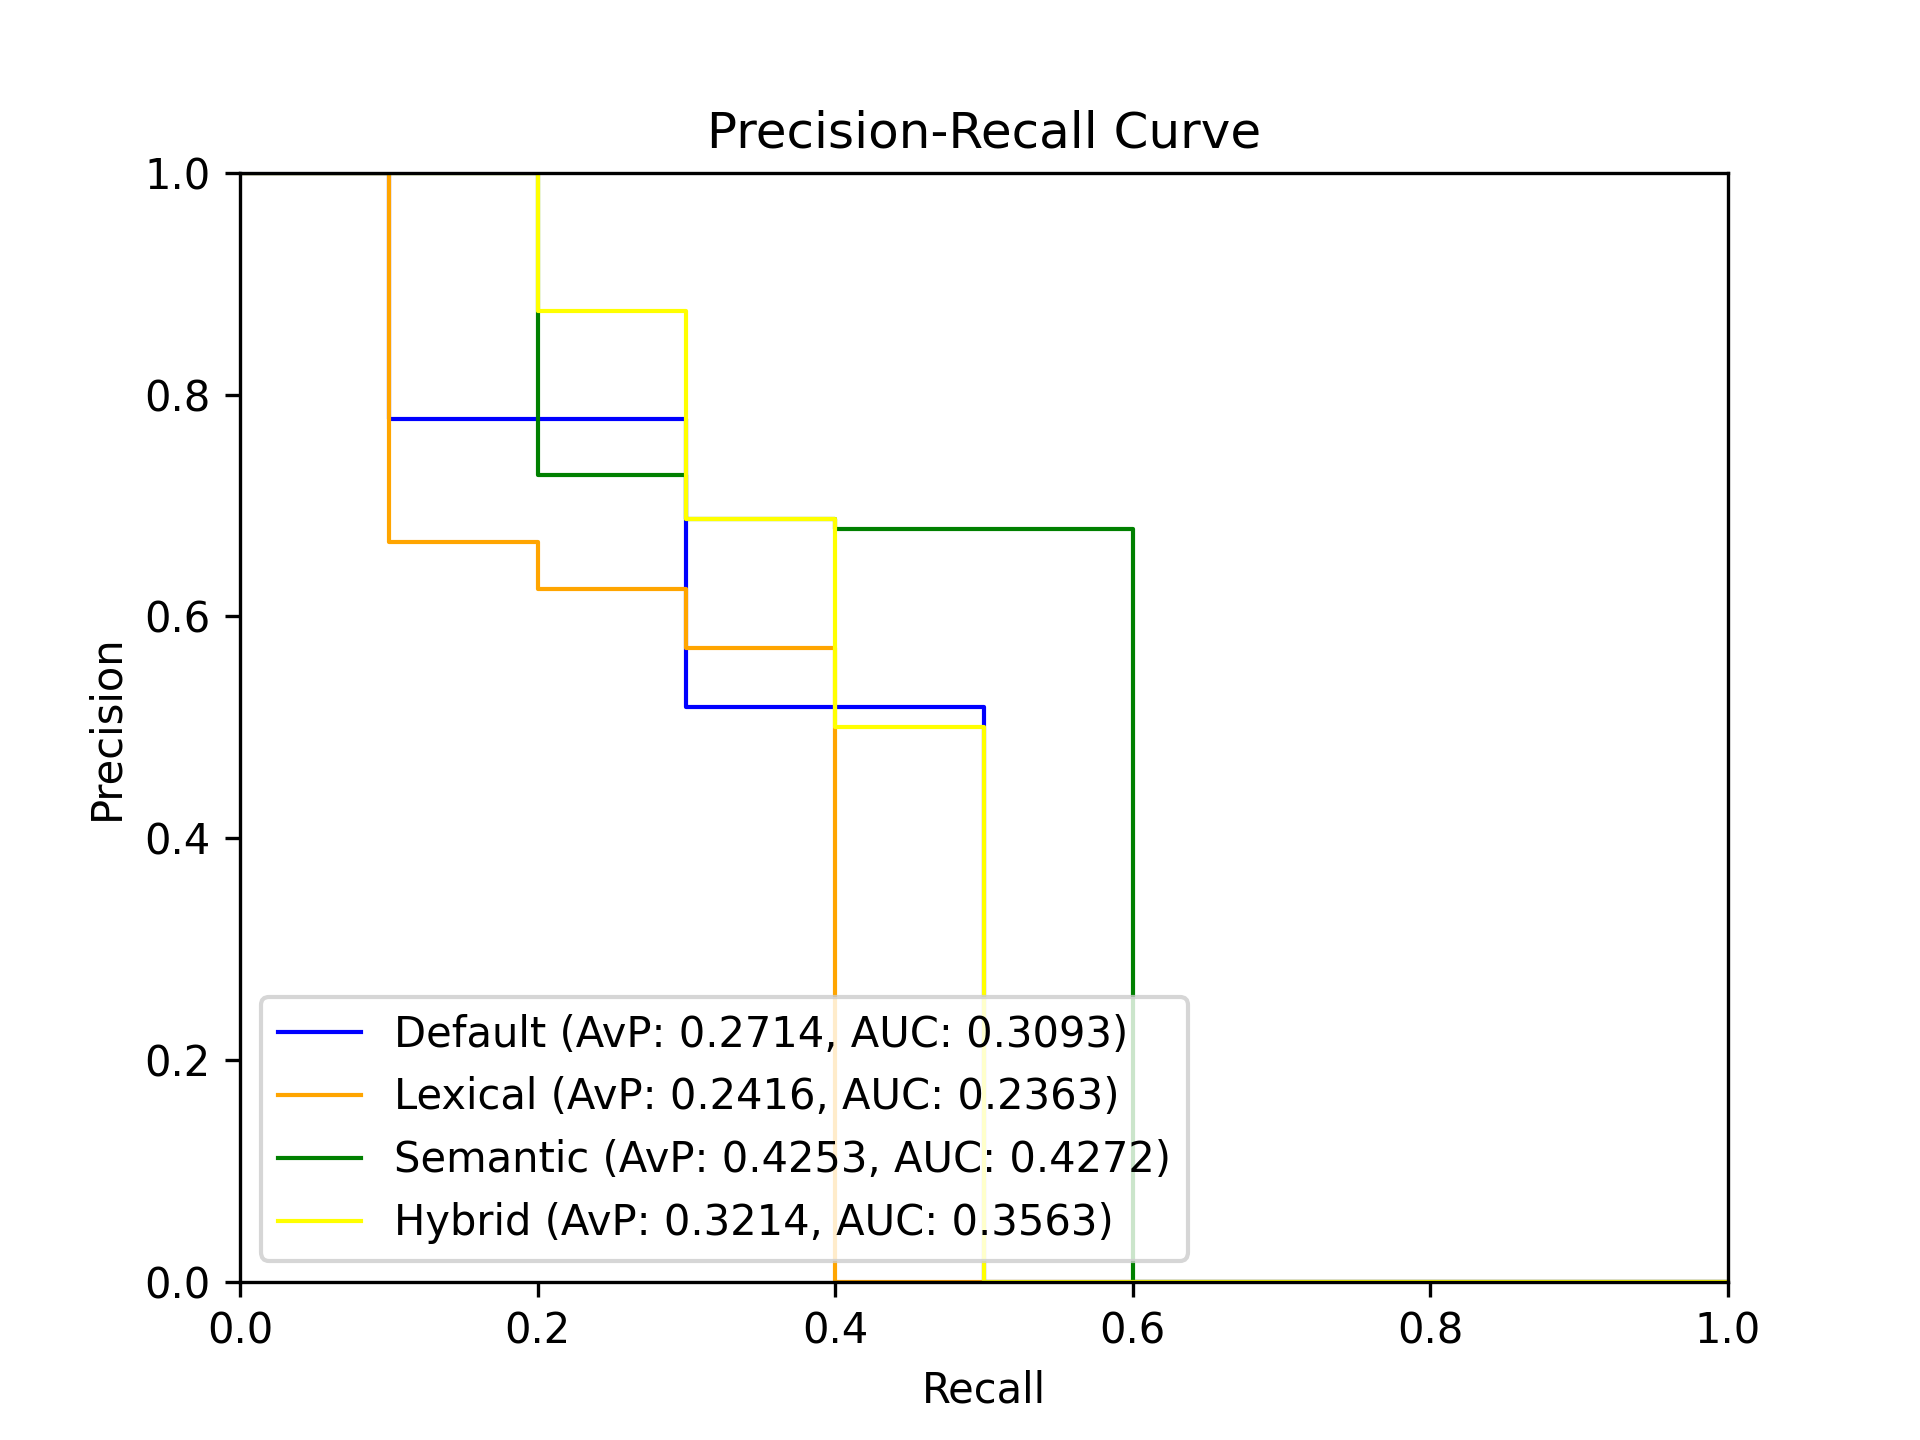 Precision-Recall Curve
1.0
0.8
0.6
0.4
0.2
0.0
Precision
Default (AvP: 0.2714, AUC: 0.3093)
Lexical (AvP: 0.2416, AUC: 0.2363)
Semantic (AvP: 0.4253, AUC: 0.4272)
Hybrid (AvP: 0.3214, AUC: 0.3563)
0.0 0.2 0.4 0.6 0.8 1.0
Recall